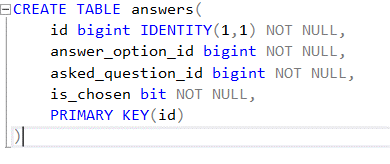 CREATE TABLE answers(
    id bigint IDENTITY(1,1) NOT NULL,
    answer_option_id bigint NOT NULL,
    asked_question_id bigint NOT NULL,
    is_chosen bit NOT NULL,
    PRIMARY KEY(id)
)